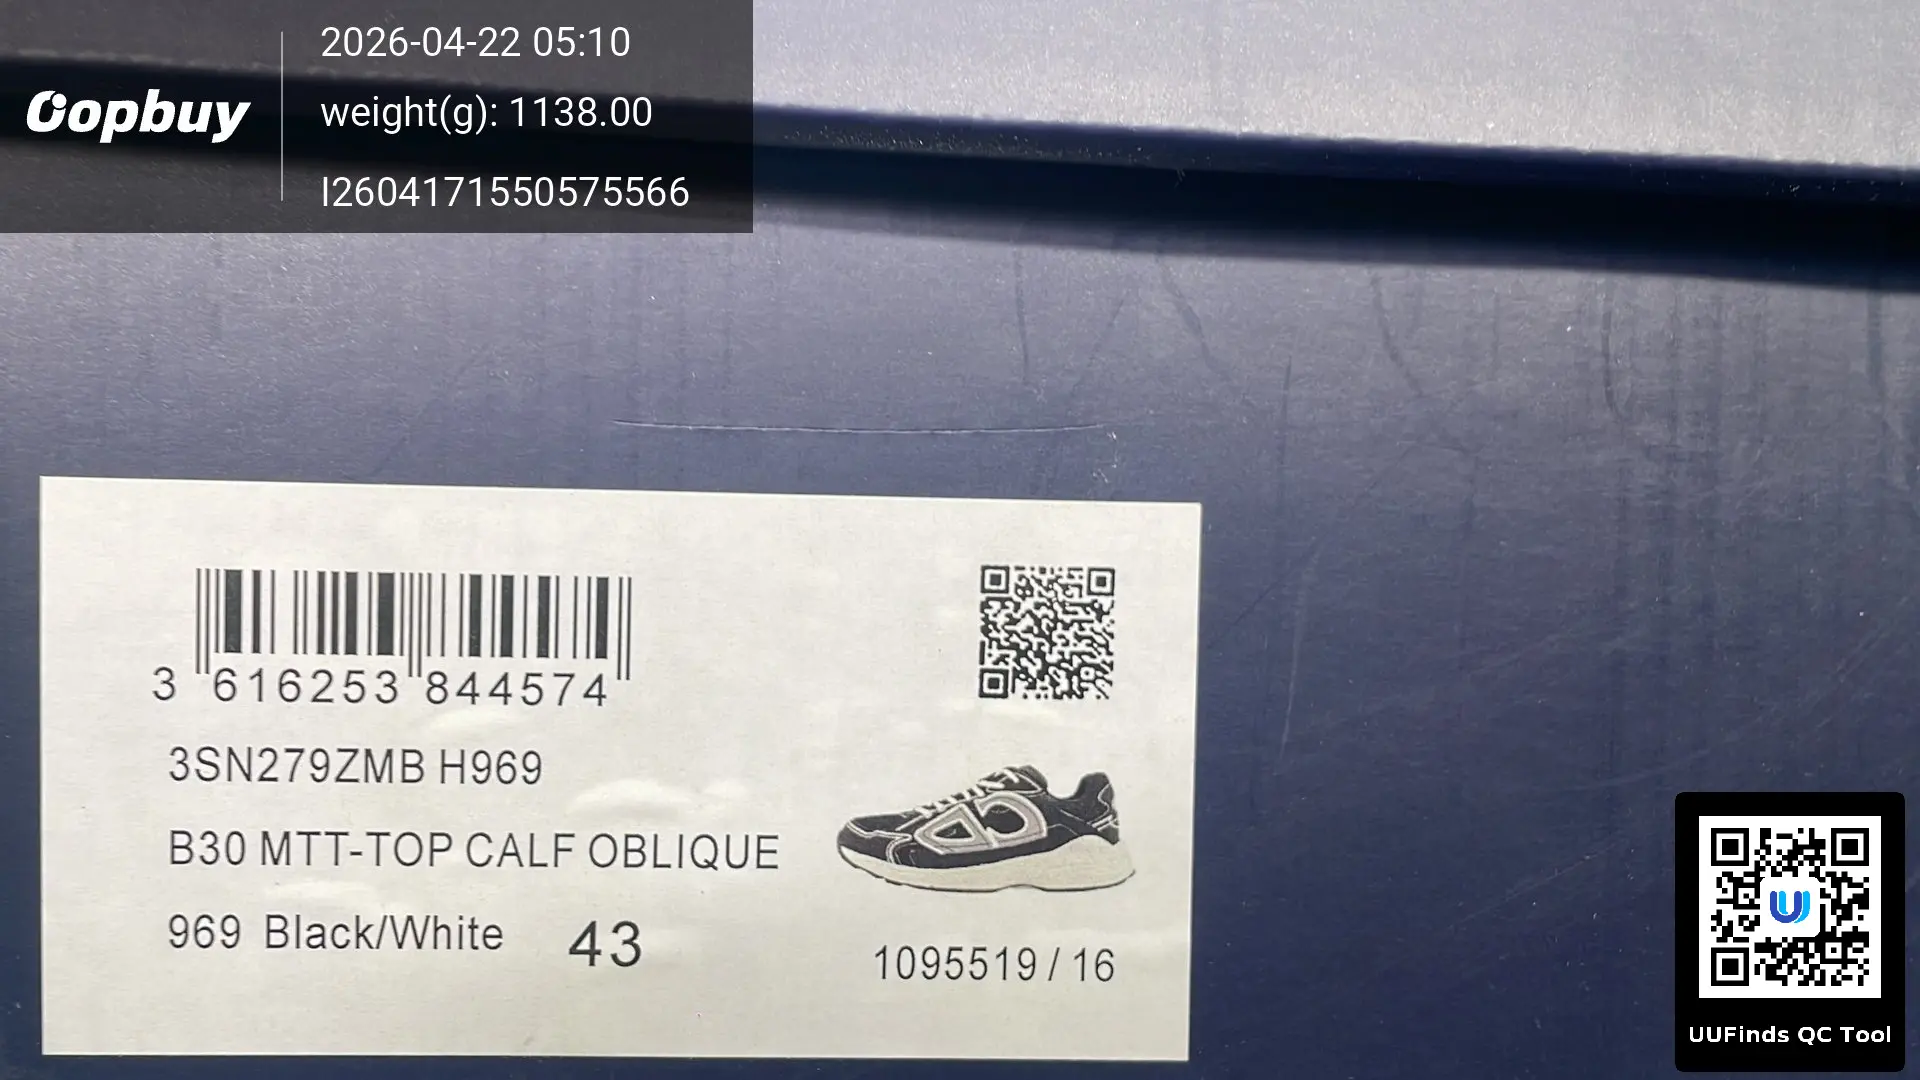 Oopbuy
2026-04-22 05:10
weight(g): 1138.00
I2604171550575566
3 616253 844574
3SN279ZMB H969
B30 MTT-TOP CALF OBLIQUE
969 Black/White 43
1095519 / 16
UUFinds QC Tool